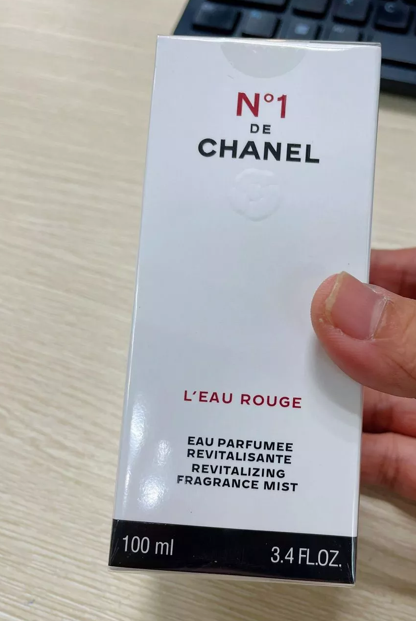 N°1
DE
CHANEL
L'EAU ROUGE
EAU PARFUMEE
REVITALISANTE
REVITALIZING
FRAGRANCE MIST
100 ml 3.4 FL.OZ.